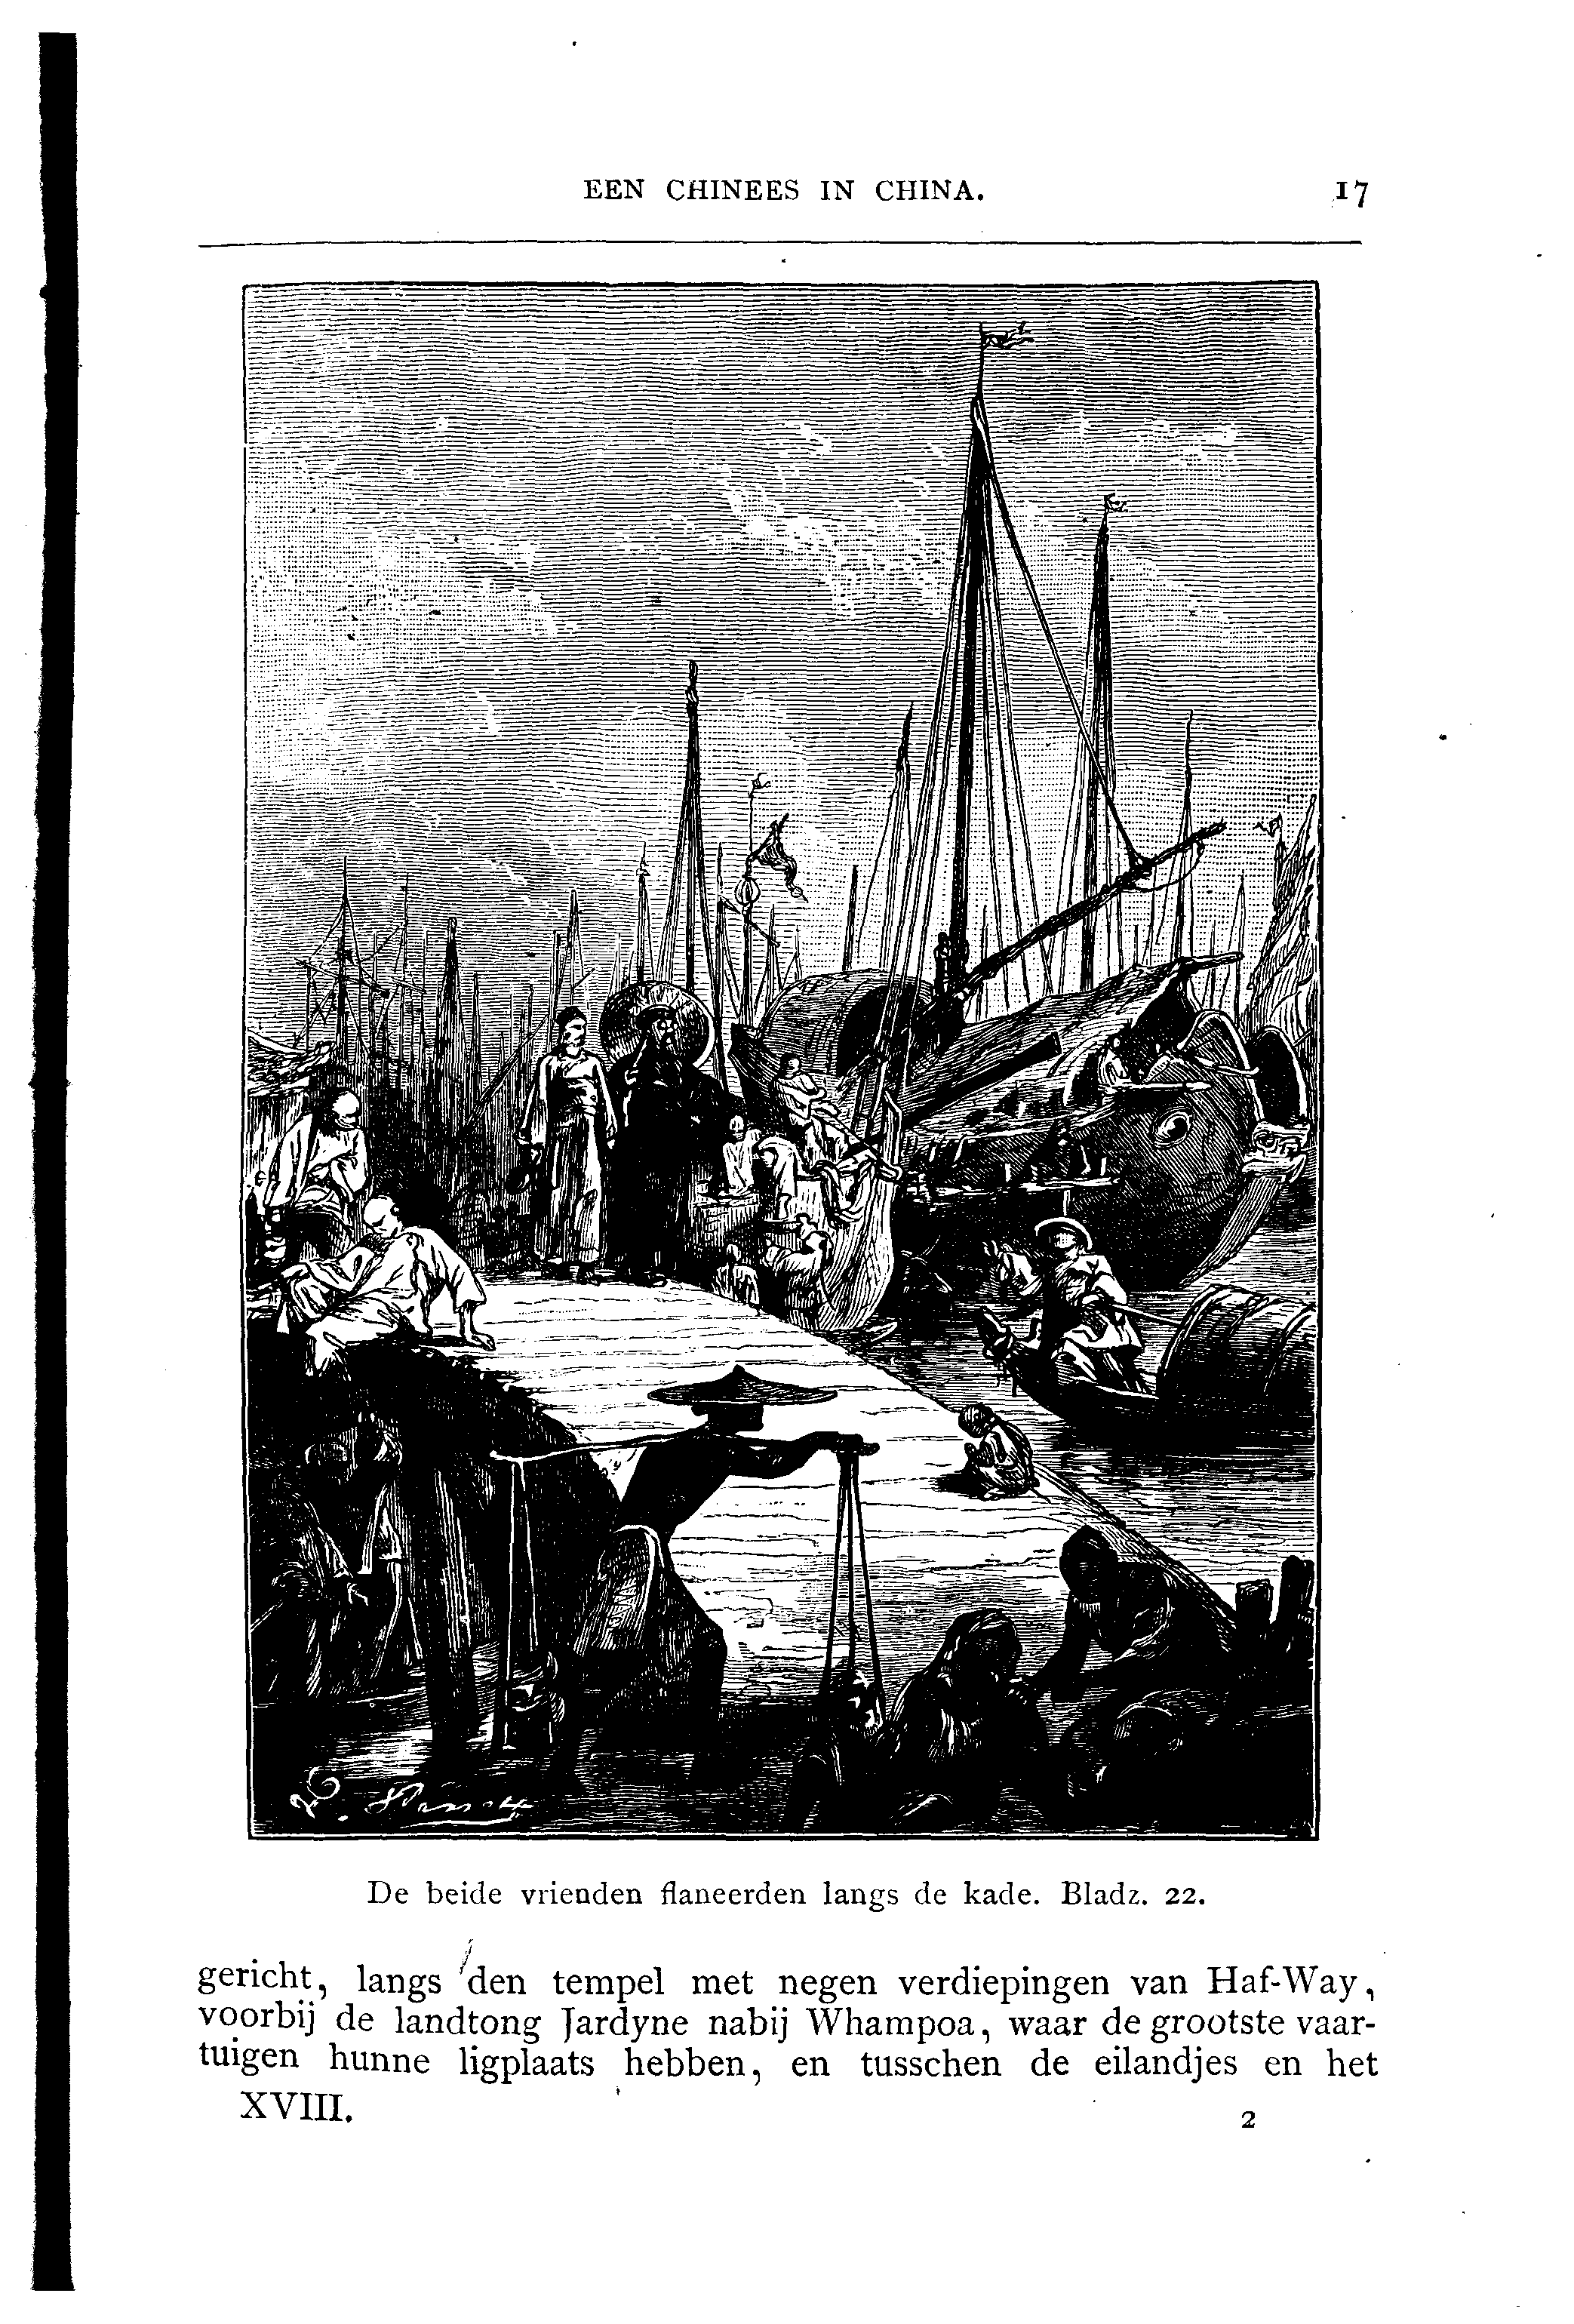 EEN CHINEES IN CHINA. 17
De beide vrienden flaneerden langs de kade. Bladz. 22.
gericht, langs den tempel met negen verdiepingen van Haf-Way,
voorbij de landtong Jardyne nabij Whampoa, waar de grootste vaar-
tuigen hunne ligplaats hebben, en tusschen de eilandjes en het
XVIII. 2